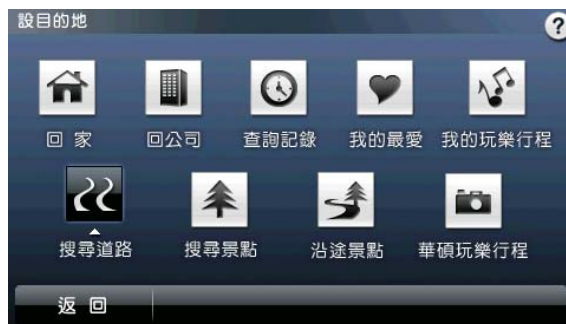 設目的地
?
回家 回公司 查詢記錄 我的最愛 我的玩樂行程
搜尋道路 搜尋景點 沿途景點 華碩玩樂行程
返回